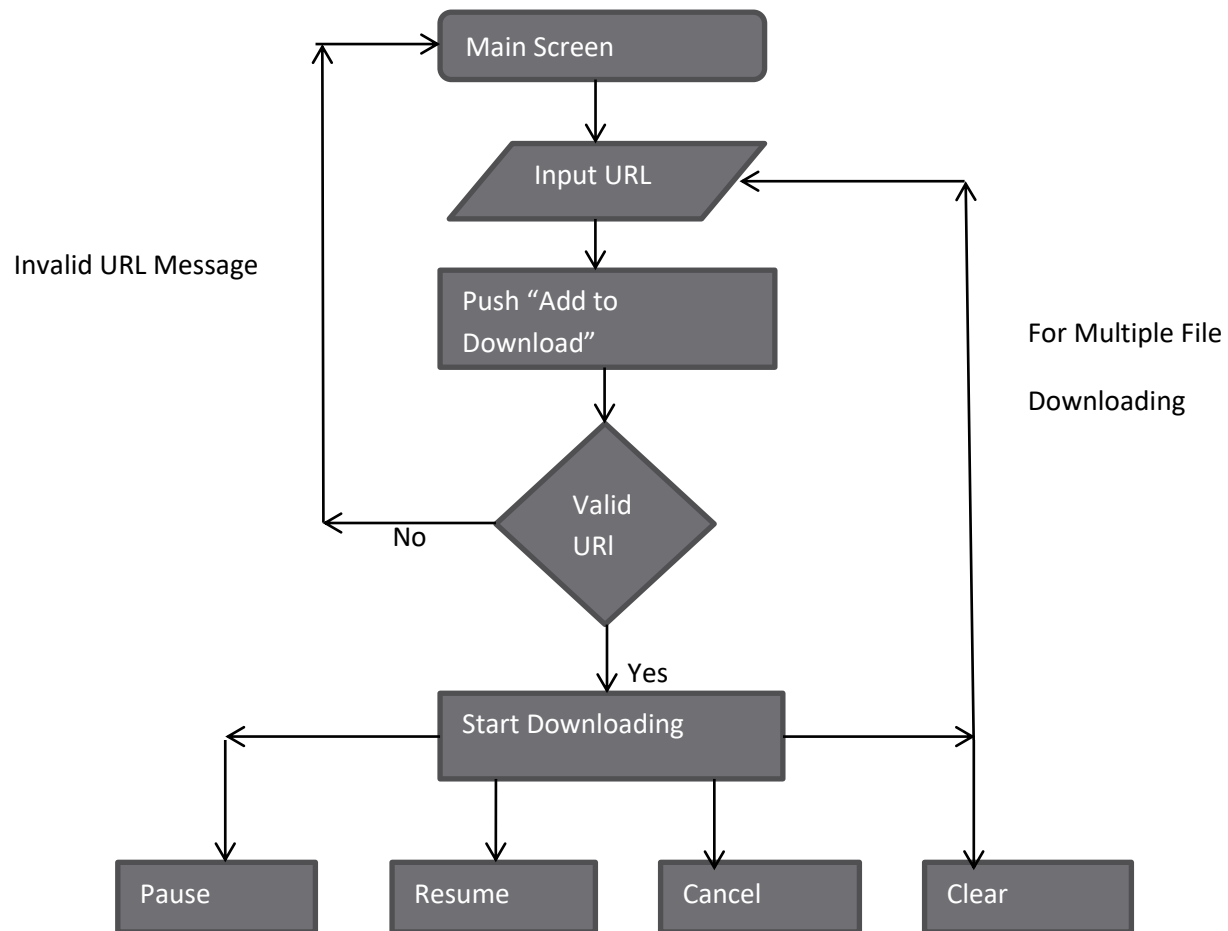 Main Screen
Input URL
Invalid URL Message
Push “Add to
Download”
For Multiple File
Downloading
Valid
URl
No
Yes
Start Downloading
Pause
Resume
Cancel
Clear